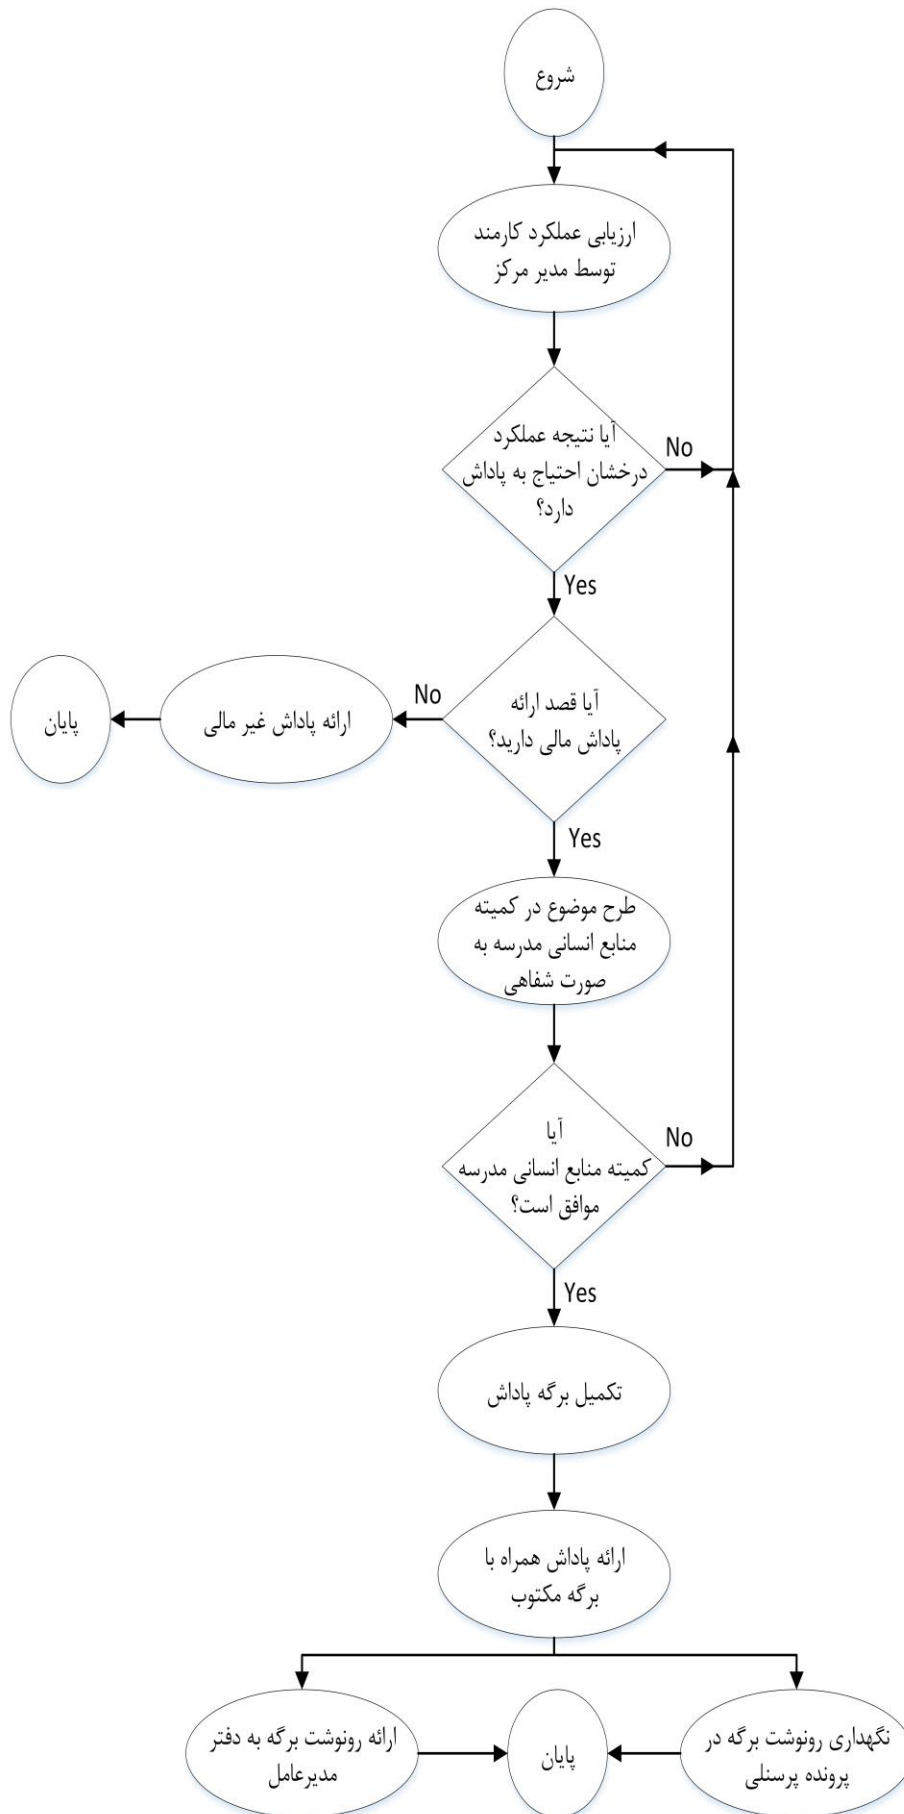 شروع
ارزیابی عملکرد کارمند
توسط مدیر مرکز
آیا نتیجه عملکرد
درخشان احتیاج به پاداش
دارد؟
No
Yes
آیا قصد ارائه
پاداش مالی دارید؟
No
ارائه پاداش غیر مالی
پایان
Yes
طرح موضوع در کمیته
منابع انسانی مدرسه به
صورت شفاهی
آیا
کمیته منابع انسانی مدرسه
موافق است؟
No
Yes
تکمیل برگه پاداش
ارائه پاداش همراه با
برگه مکتوب
نگهداری رونوشت برگه در
پرونده پرسنلی
پایان
ارائه رونوشت برگه به دفتر
مدیرعامل